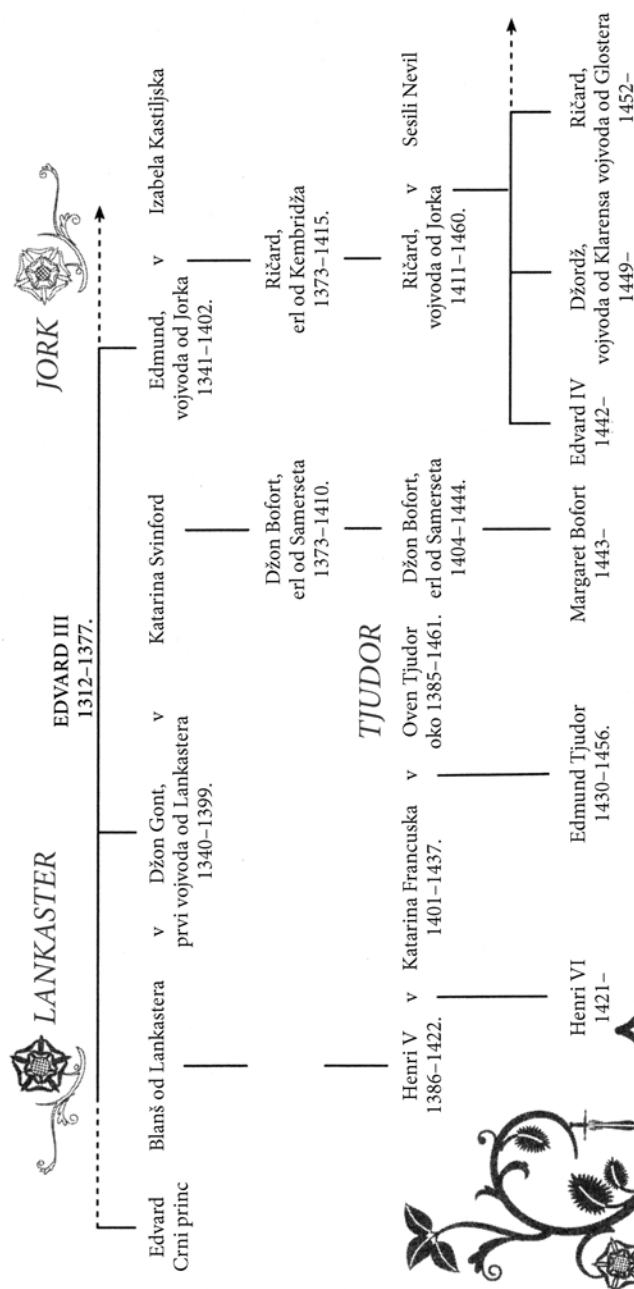 LANKASTER
JORK
EDVARD III
1312–1377.
Edvard
Crni princ
Blanš od Lankastera
v
Džon Gont,
prvi vojvoda od Lankastera
1340–1399.
v
Katarina Svinford
Edmund,
vojvoda od Jorka
1341–1402.
v
Izabela Kastiljska
Džon Bofort,
erl od Samerseta
1373–1410.
Ričard,
erl od Kembridža
1373–1415.
TJUDOR
Henri V
1386–1422.
v
Katarina Francuska
1401–1437.
v
Oven Tjudor
oko 1385–1461.
Džon Bofort,
erl od Samerseta
1404–1444.
Ričard,
vojvoda od Jorka
1411–1460.
v
Sesili Nevil
Henri VI
1421–
Edmund Tjudor
1430–1456.
Margaret Bofort
1443–
Edvard IV
1442–
Džordž,
vojvoda od Klarensa
1449–
Ričard,
vojvoda od Glostera
1452–